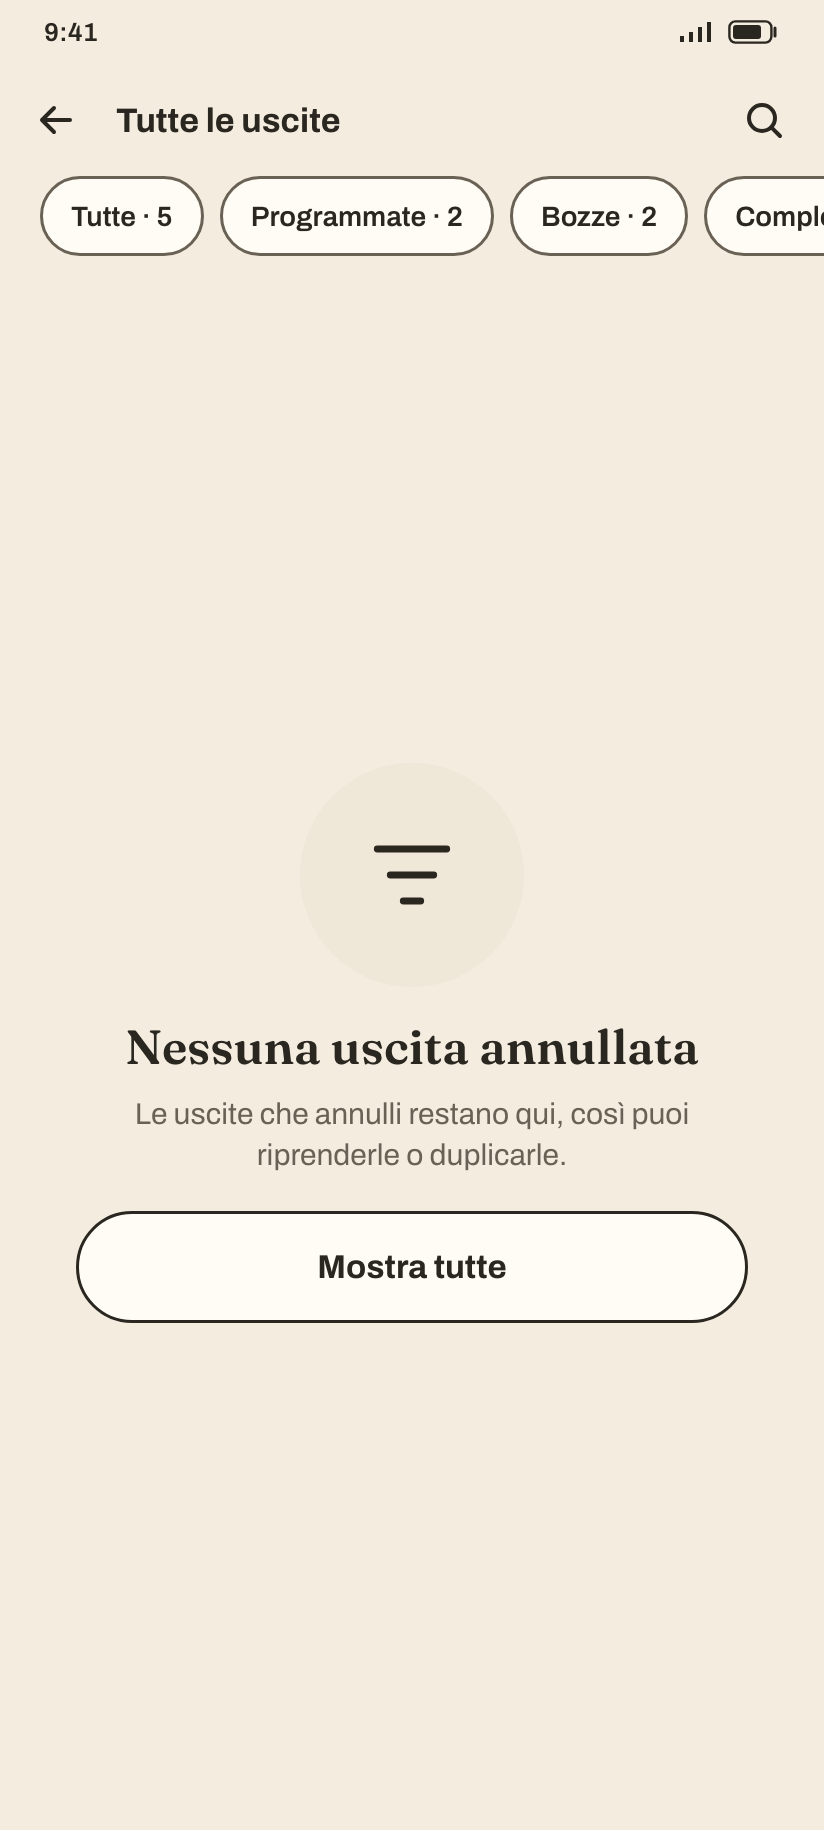 9:41
Tutte le uscite
Tutte · 5
Programmate · 2
Bozze · 2
Nessuna uscita annullata
Le uscite che annulli restano qui, così puoi
riprenderle o duplicarle.
Mostra tutte